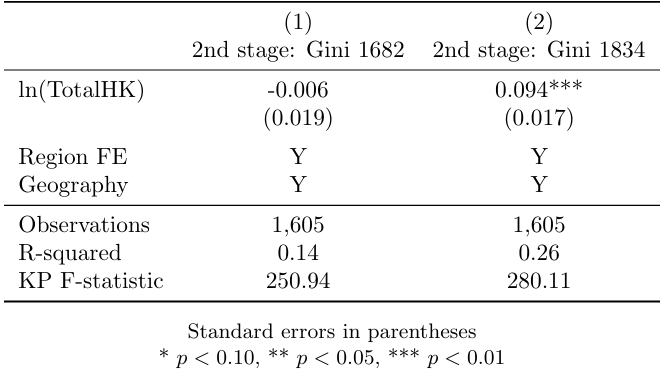 (1) (2)
2nd stage: Gini 1682 2nd stage: Gini 1834
ln(TotalHK) -0.006 0.094***
(0.019) (0.017)
Region FE Y Y
Geography Y Y
Observations 1,605 1,605
R-squared 0.14 0.26
KP F-statistic 250.94 280.11
Standard errors in parentheses
* p < 0.10, ** p < 0.05, *** p < 0.01